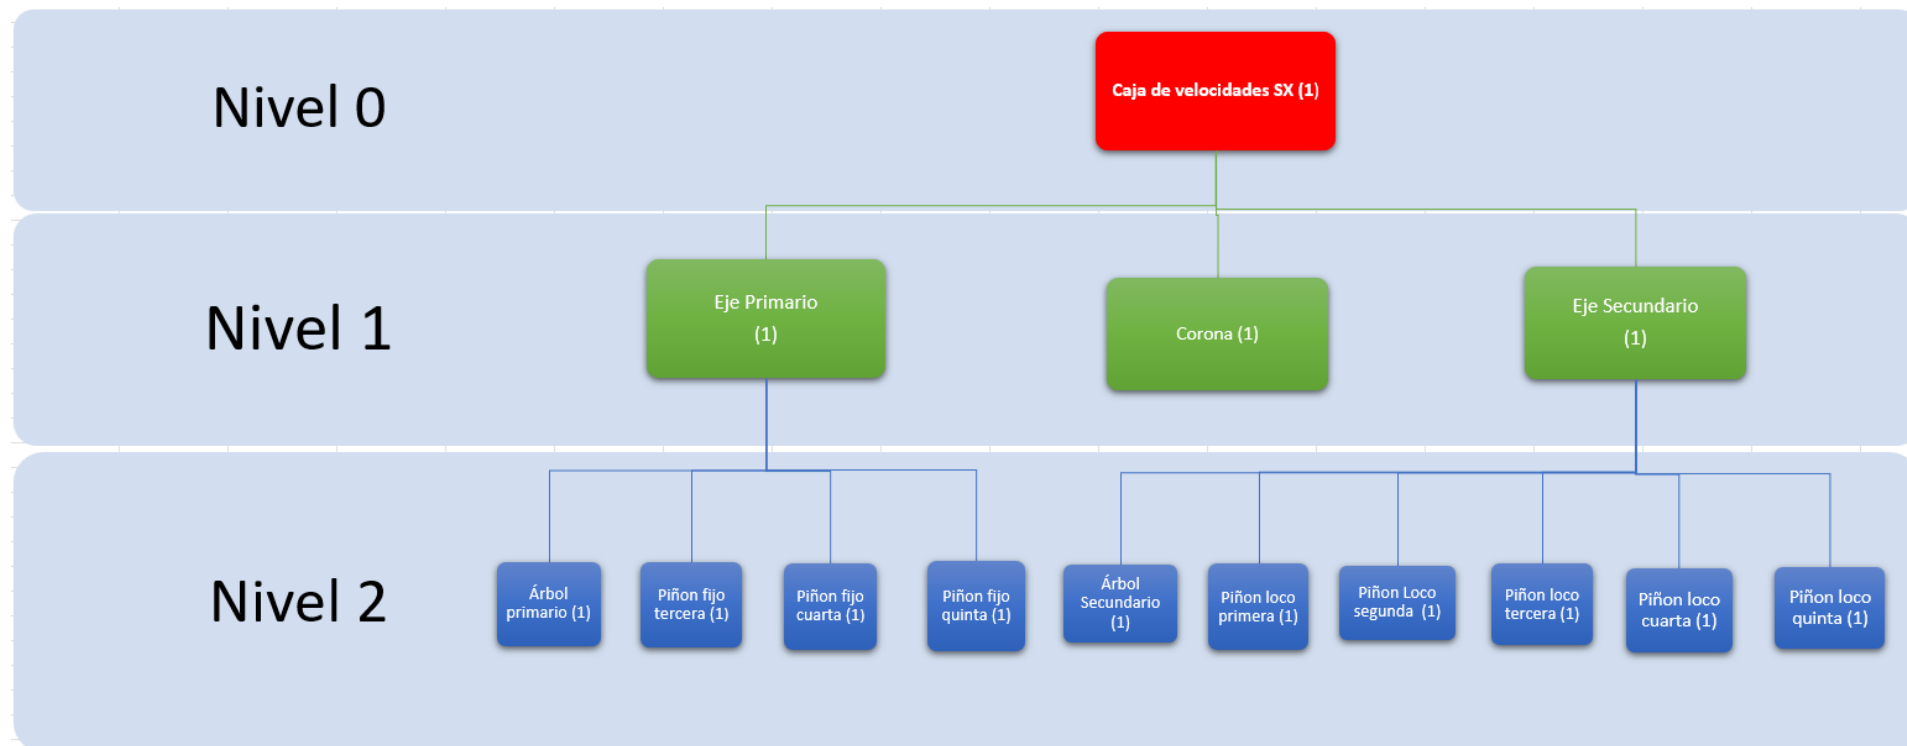 Nivel 0
Caja de velocidades SX (1)
Nivel 1
Eje Primario
(1)
Corona (1)
Eje Secundario
(1)
Nivel 2
Árbol
primario (1)
Piñon fijo
tercera (1)
Piñon fijo
cuarta (1)
Piñon fijo
quinta (1)
Árbol
Secundario
(1)
Piñon loco
primera (1)
Piñon Loco
segunda (1)
Piñon loco
tercera (1)
Piñon loco
cuarta (1)
Piñon loco
quinta (1)